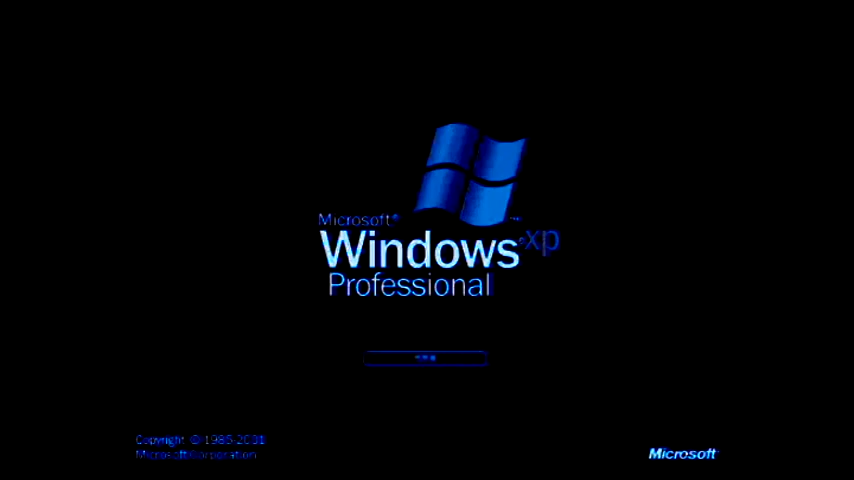 Microsoft®
Windows xp
Professional
Copyright © 1985-2001
Microsoft Corporation
Microsoft